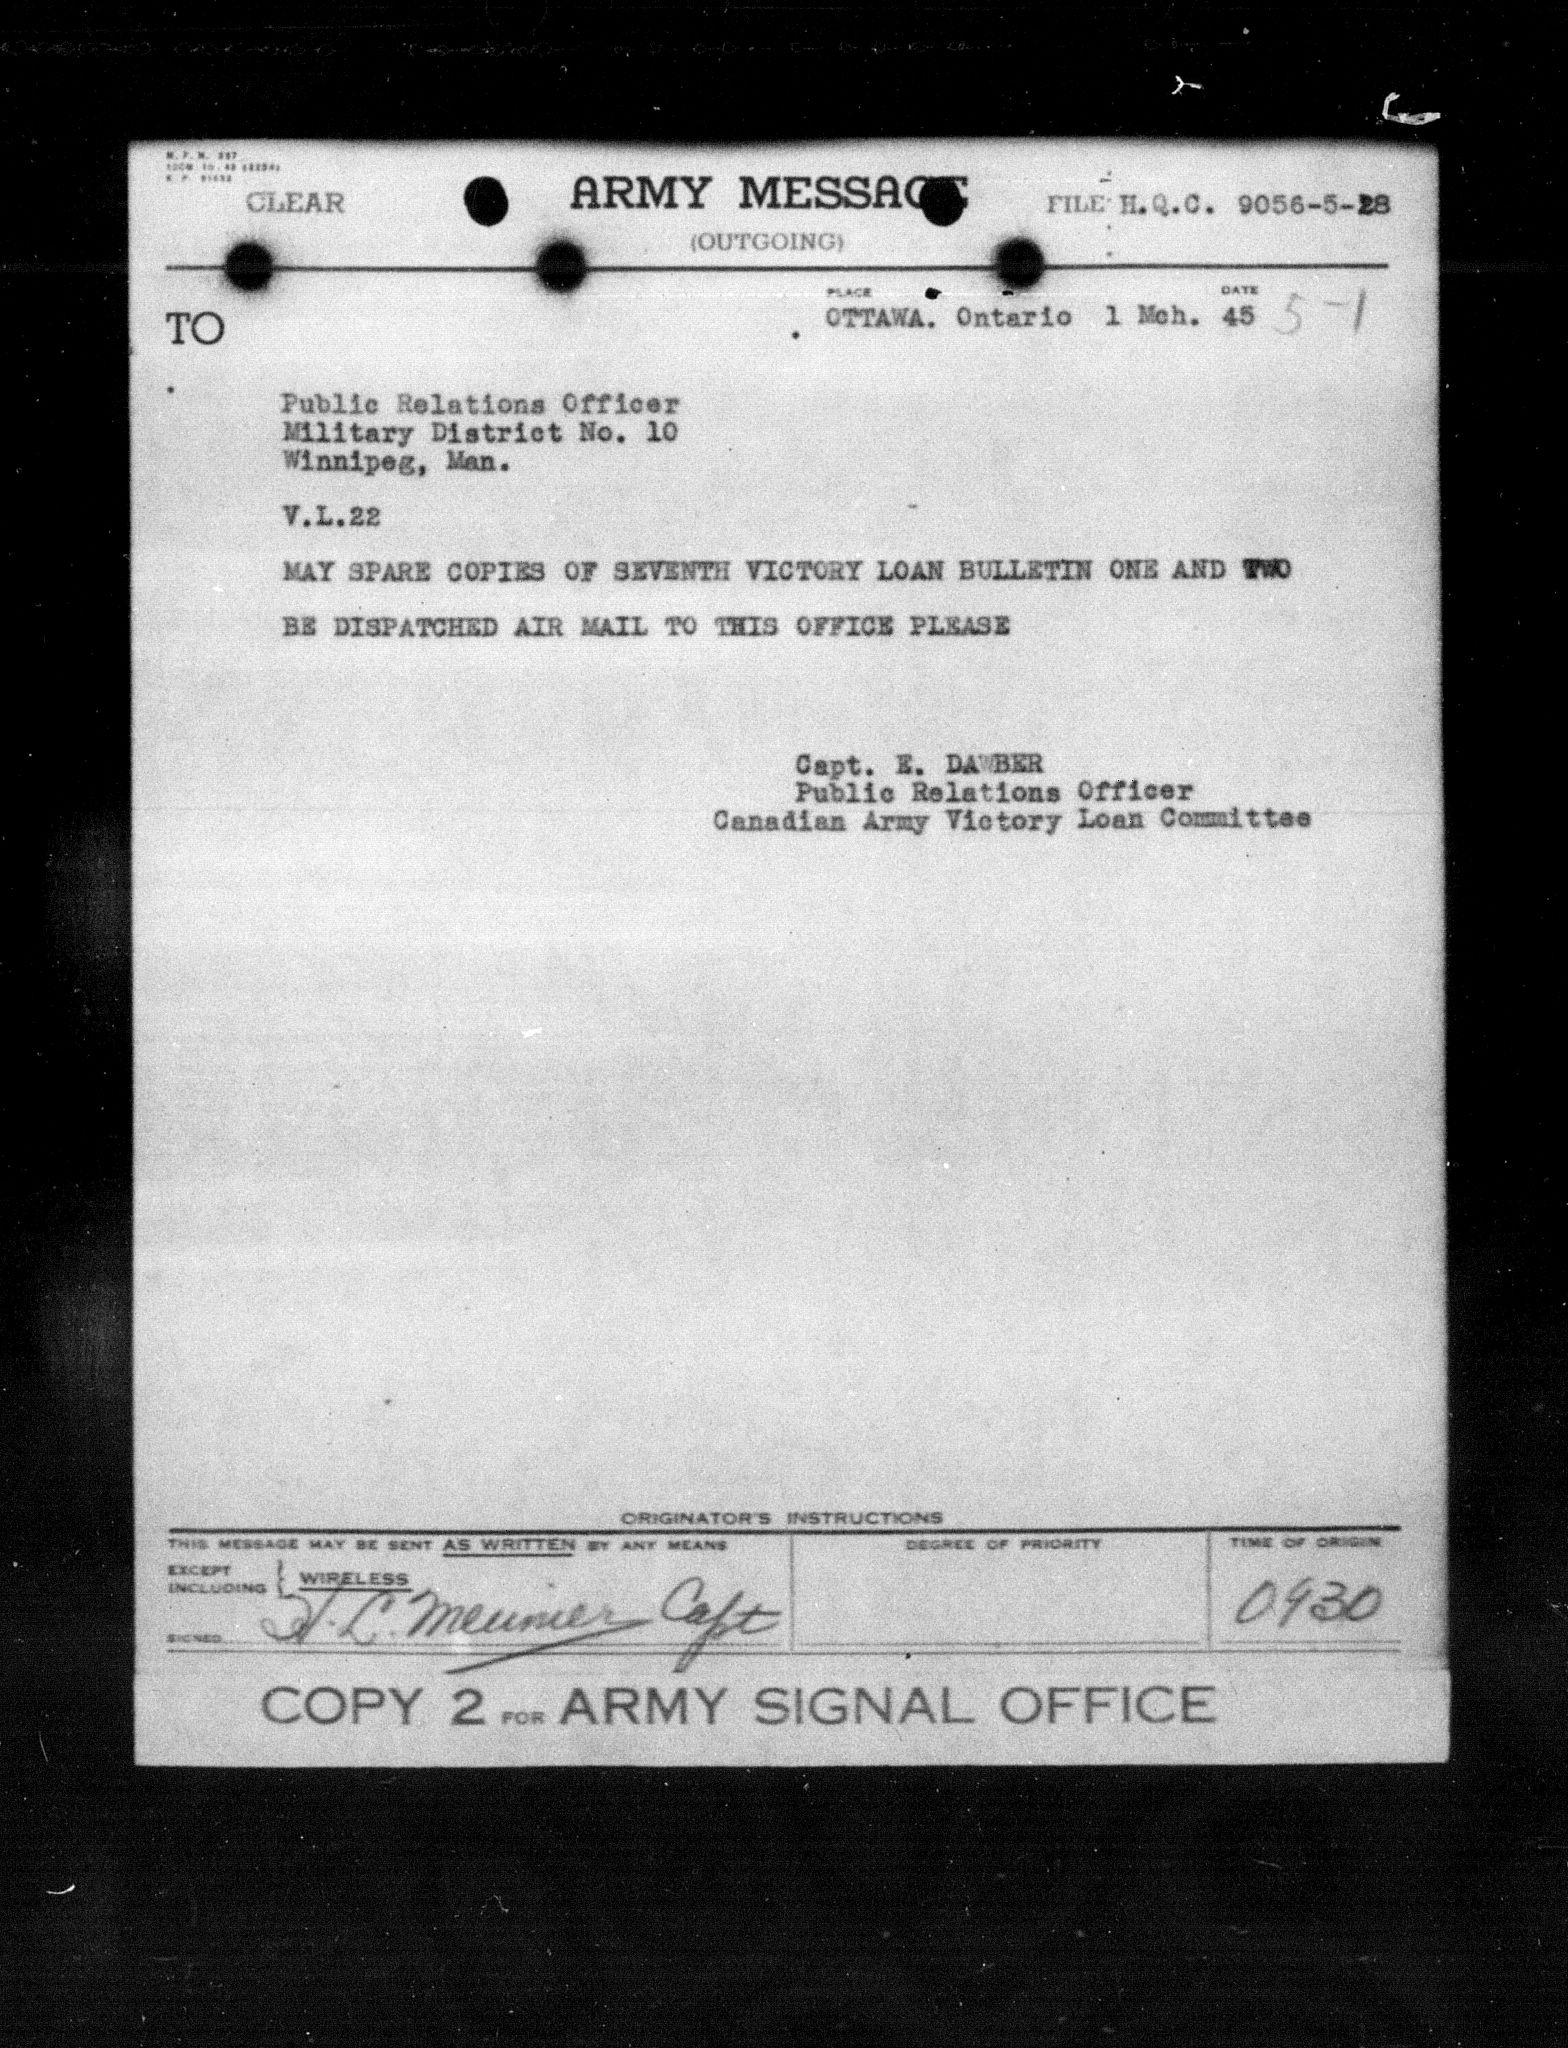 CLEAR
ARMY MESSAGE
FILE H.Q.C. 9056-5-28
(OUTGOING)
PLACE
DATE
OTTAWA. Ontario 1 Mch. 45 5-1
TO
Public Relations Officer
Military District No. 10
Winnipeg, Man.
V.L.22
MAY SPARE COPIES OF SEVENTH VICTORY LOAN BULLETIN ONE AND TWO
BE DISPATCHED AIR MAIL TO THIS OFFICE PLEASE
Capt. E. DAWBER
Public Relations Officer
Canadian Army Victory Loan Committee
ORIGINATOR'S INSTRUCTIONS
THIS MESSAGE MAY BE SENT AS WRITTEN BY ANY MEANS
DEGREE OF PRIORITY
TIME OF ORIGIN
EXCEPT
INCLUDING
WIRELESS
0930
SIGNED
H.L. Meunier Capt
COPY 2 FOR ARMY SIGNAL OFFICE